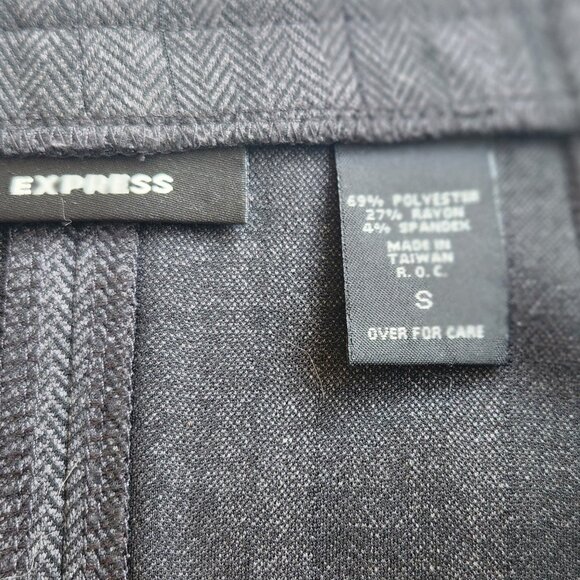 EXPRESS
69% POLYESTER
27% RAYON
4% SPANDEX
MADE IN
TAIWAN
R.O.C.
S
OVER FOR CARE